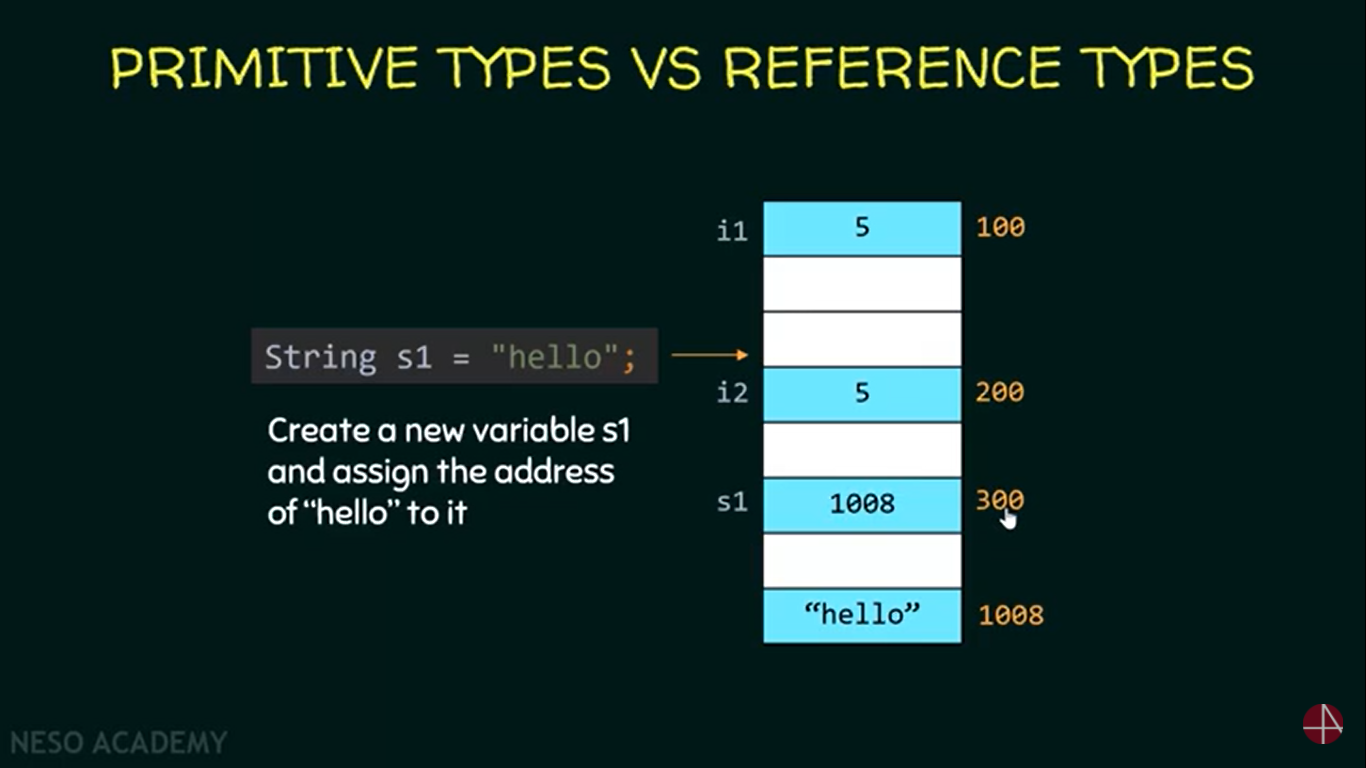 PRIMITIVE TYPES VS REFERENCE TYPES
i1 5 100
String s1 = "hello";
i2 5 200
Create a new variable s1
and assign the address
of “hello” to it
s1 1008 300
“hello” 1008
NESO ACADEMY